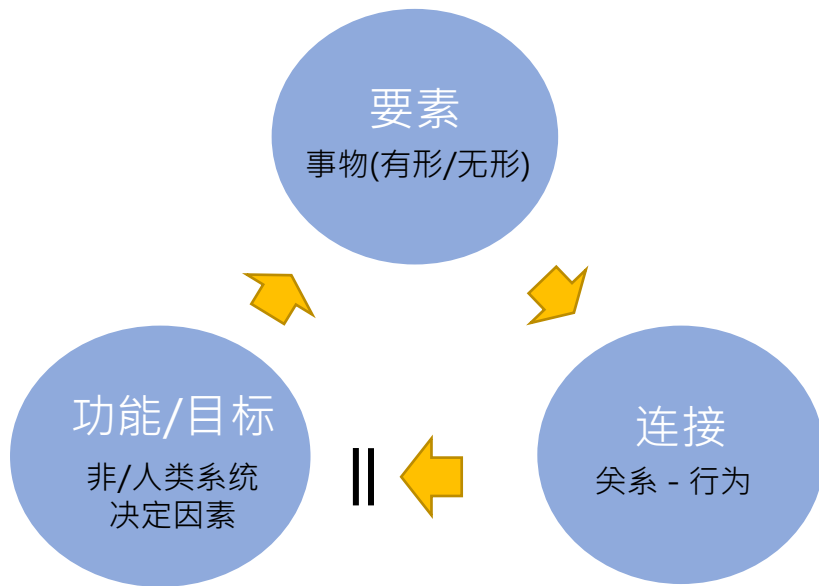 要素
事物(有形/无形)
功能/目标
非/人类系统
决定因素
连接
关系 - 行为